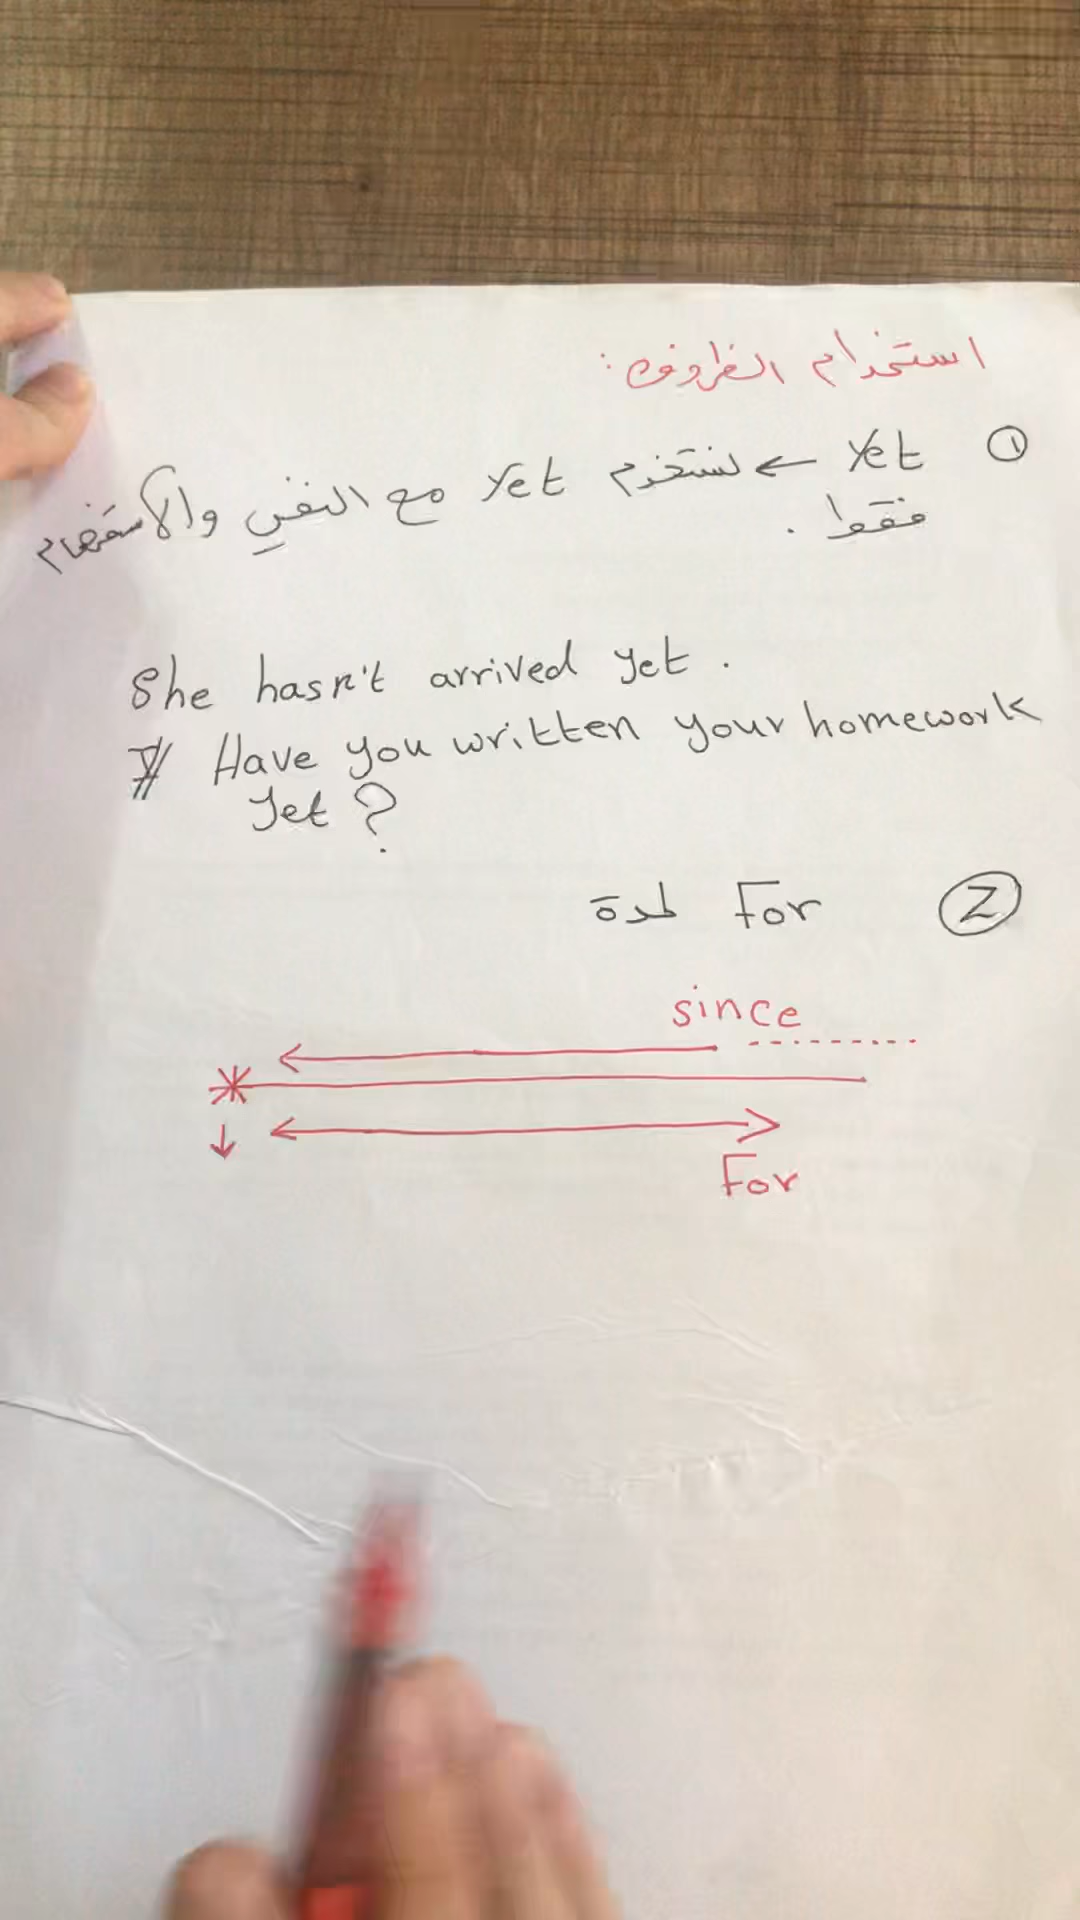 استخدام الظروف:
① Yet ← نستخدم Yet مع النفي والأستفهام
فقط .
She hasn't arrived yet .
Have you written your homework
yet ?
② For لمدة
since
For